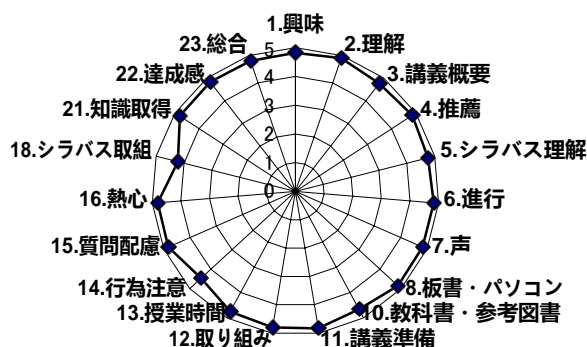 1.興味
2.理解
3.講義概要
4.推薦
5.シラバス理解
6.進行
7.声
8.板書・パソコン
10.教科書・参考図書
11.講義準備
12.取り組み
13.授業時間
14.行為注意
15.質問配慮
16.熱心
18.シラバス取組
21.知識取得
22.達成感
23.総合
5
4
3
2
1
0